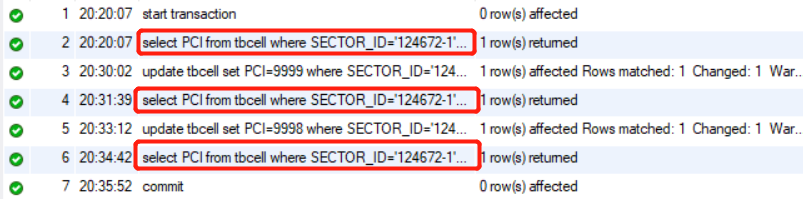 1 20:20:07 start transaction 0 row(s) affected
2 20:20:07 select PCI from tbcell where SECTOR_ID='124672-1'... 1 row(s) returned
3 20:30:02 update tbcell set PCI=9999 where SECTOR_ID='124... 1 row(s) affected Rows matched: 1 Changed: 1 War...
4 20:31:39 select PCI from tbcell where SECTOR_ID='124672-1'... 1 row(s) returned
5 20:33:12 update tbcell set PCI=9998 where SECTOR_ID='124... 1 row(s) affected Rows matched: 1 Changed: 1 War...
6 20:34:42 select PCI from tbcell where SECTOR_ID='124672-1'... 1 row(s) returned
7 20:35:52 commit 0 row(s) affected